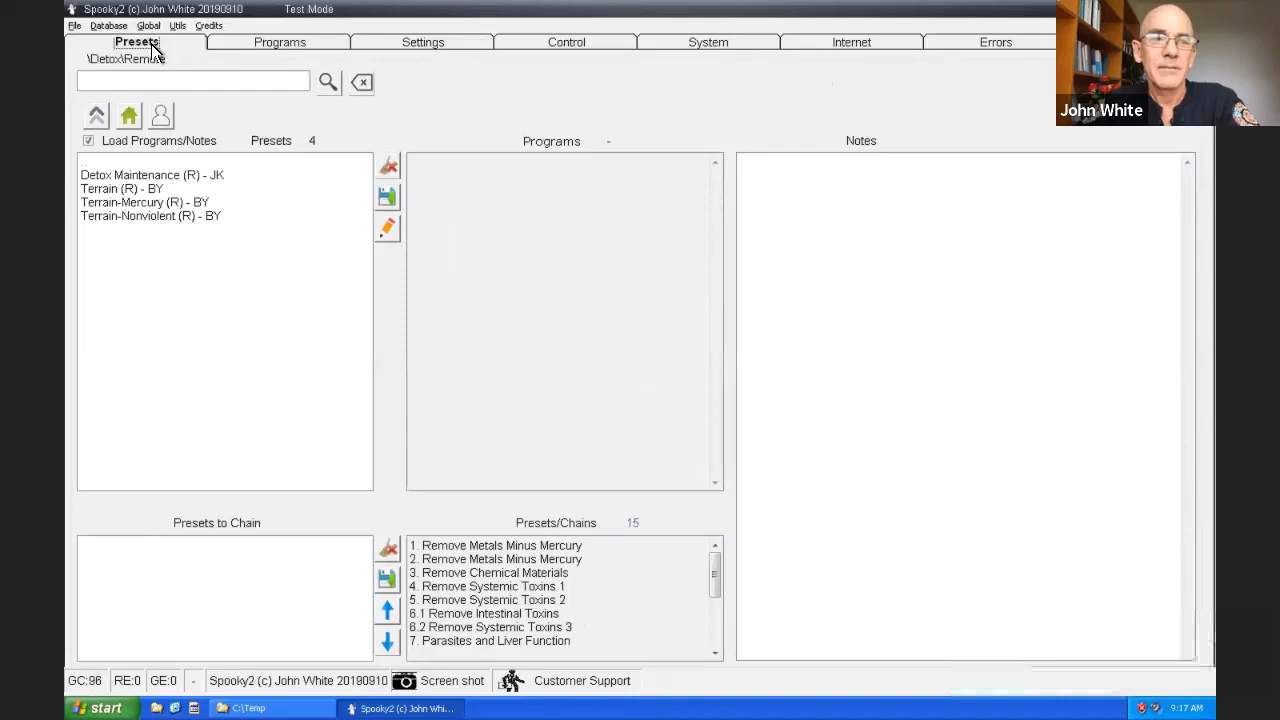 Spooky2 (c) John White 20190910 Test Mode
File Database Global Utils Credits
Presets Programs Settings Control System Internet Errors
\Detox\Remote
John White
Load Programs/Notes Presets 4 Programs - Notes
..
Detox Maintenance (R) - JK
Terrain (R) - BY
Terrain-Mercury (R) - BY
Terrain-Nonviolent (R) - BY
Presets to Chain Presets/Chains 15
1. Remove Metals Minus Mercury
2. Remove Metals Minus Mercury
3. Remove Chemical Materials
4. Remove Systemic Toxins 1
5. Remove Systemic Toxins 2
6.1 Remove Intestinal Toxins
6.2 Remove Systemic Toxins 3
7. Parasites and Liver Function
GC:96 RE:0 GE:0 - Spooky2 (c) John White 20190910 Screen shot Customer Support
start C:\Temp Spooky2 (c) John Whi... 9:17 AM